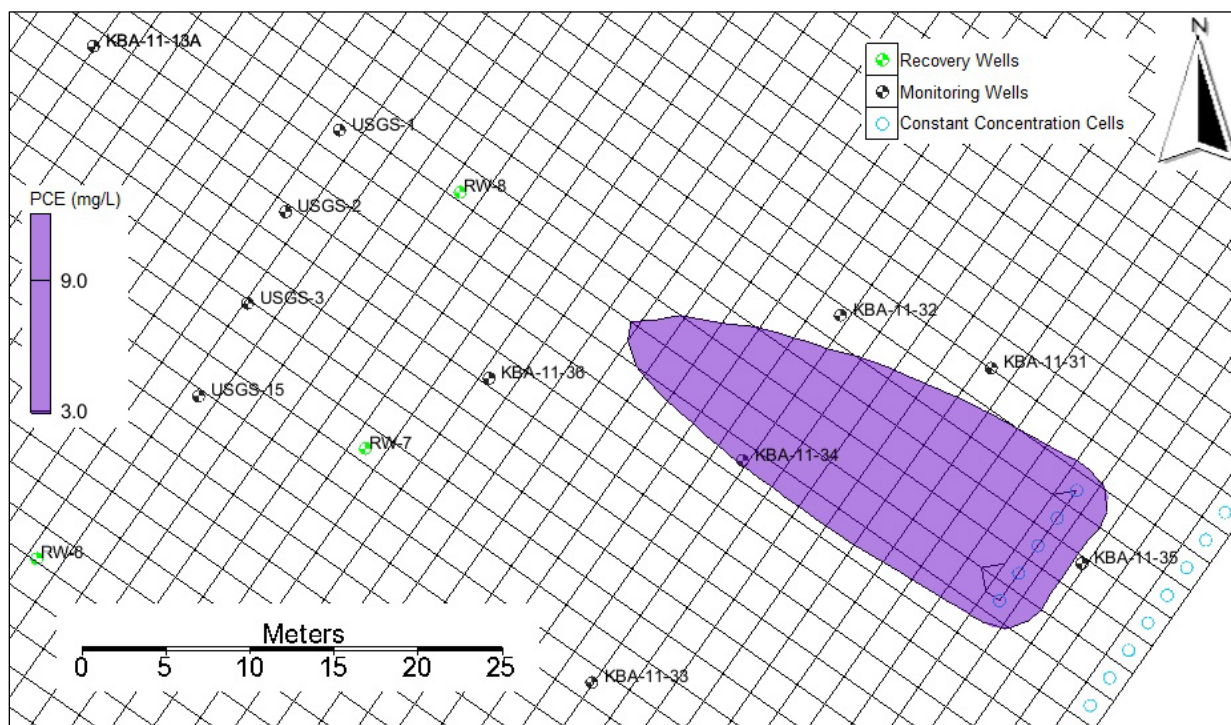 KBA-11-13A
N
Recovery Wells
Monitoring Wells
Constant Concentration Cells
USGS-1
RW-8
PCE (mg/L)
USGS-2
9.0
USGS-3
KBA-11-32
KBA-11-31
KBA-11-36
USGS-15
3.0
RW-7
KBA-11-34
RW-6
KBA-11-35
Meters
0 5 10 15 20 25
KBA-11-33